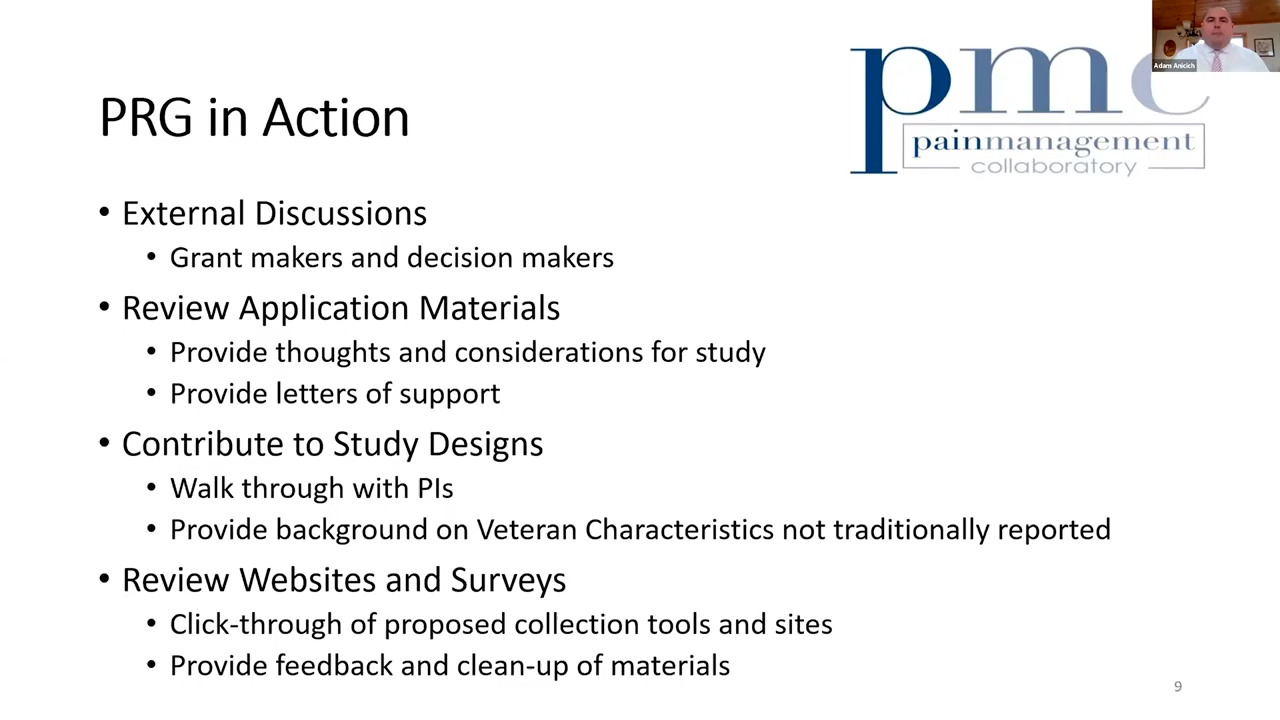 Adam Anicich
pmc
painmanagement
collaboratory
PRG in Action
• External Discussions
• Grant makers and decision makers
• Review Application Materials
• Provide thoughts and considerations for study
• Provide letters of support
• Contribute to Study Designs
• Walk through with PIs
• Provide background on Veteran Characteristics not traditionally reported
• Review Websites and Surveys
• Click-through of proposed collection tools and sites
• Provide feedback and clean-up of materials
9